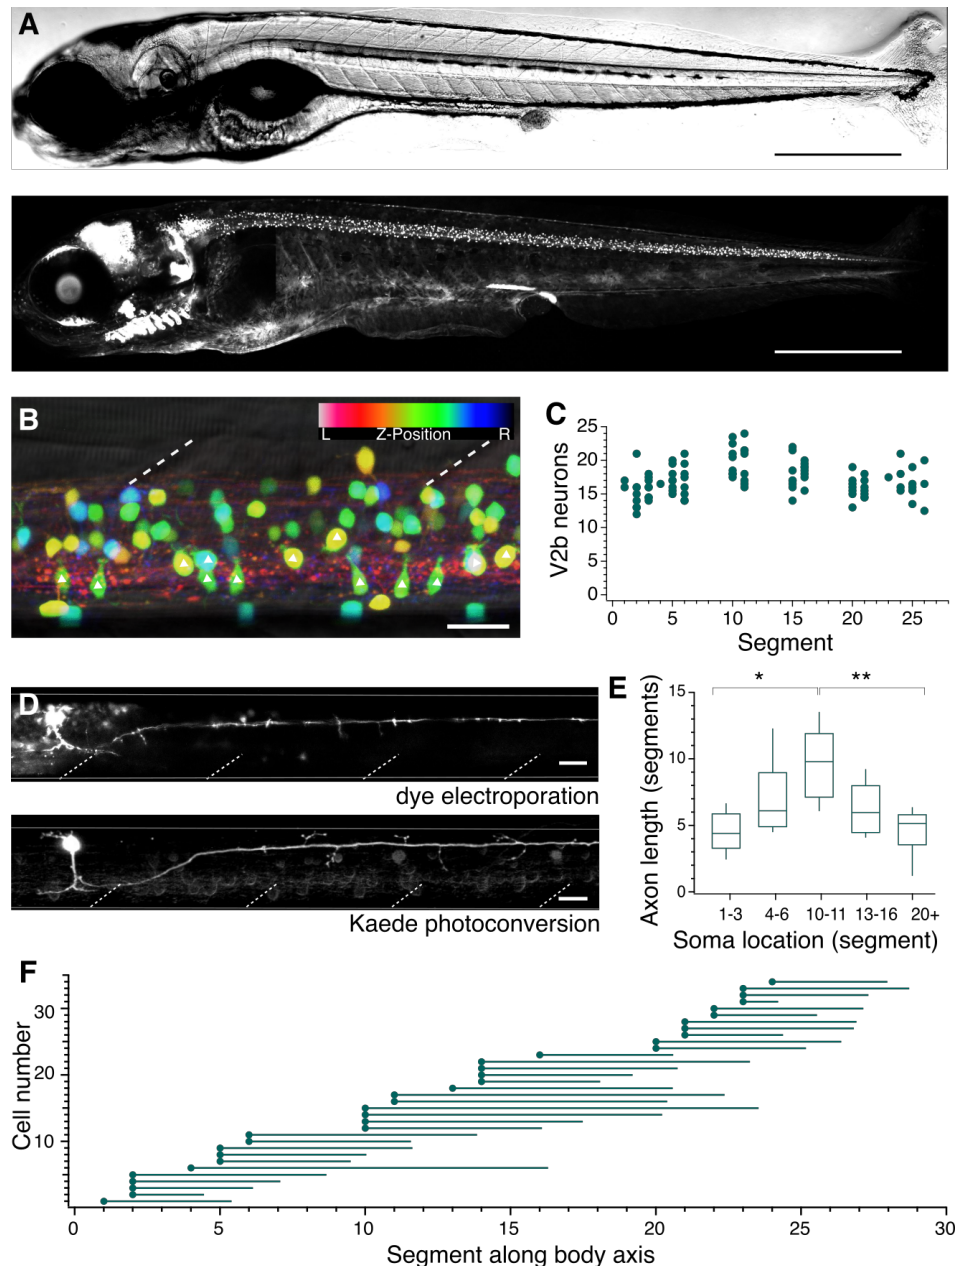 A
B
L Z-Position R
C
V2b neurons
25
20
15
10
5
0
0 5 10 15 20 25
Segment
D
dye electroporation
Kaede photoconversion
E
* **
Axon length (segments)
15
10
5
0
1-3 4-6 10-11 13-16 20+
Soma location (segment)
F
Cell number
30
20
10
0 5 10 15 20 25 30
Segment along body axis